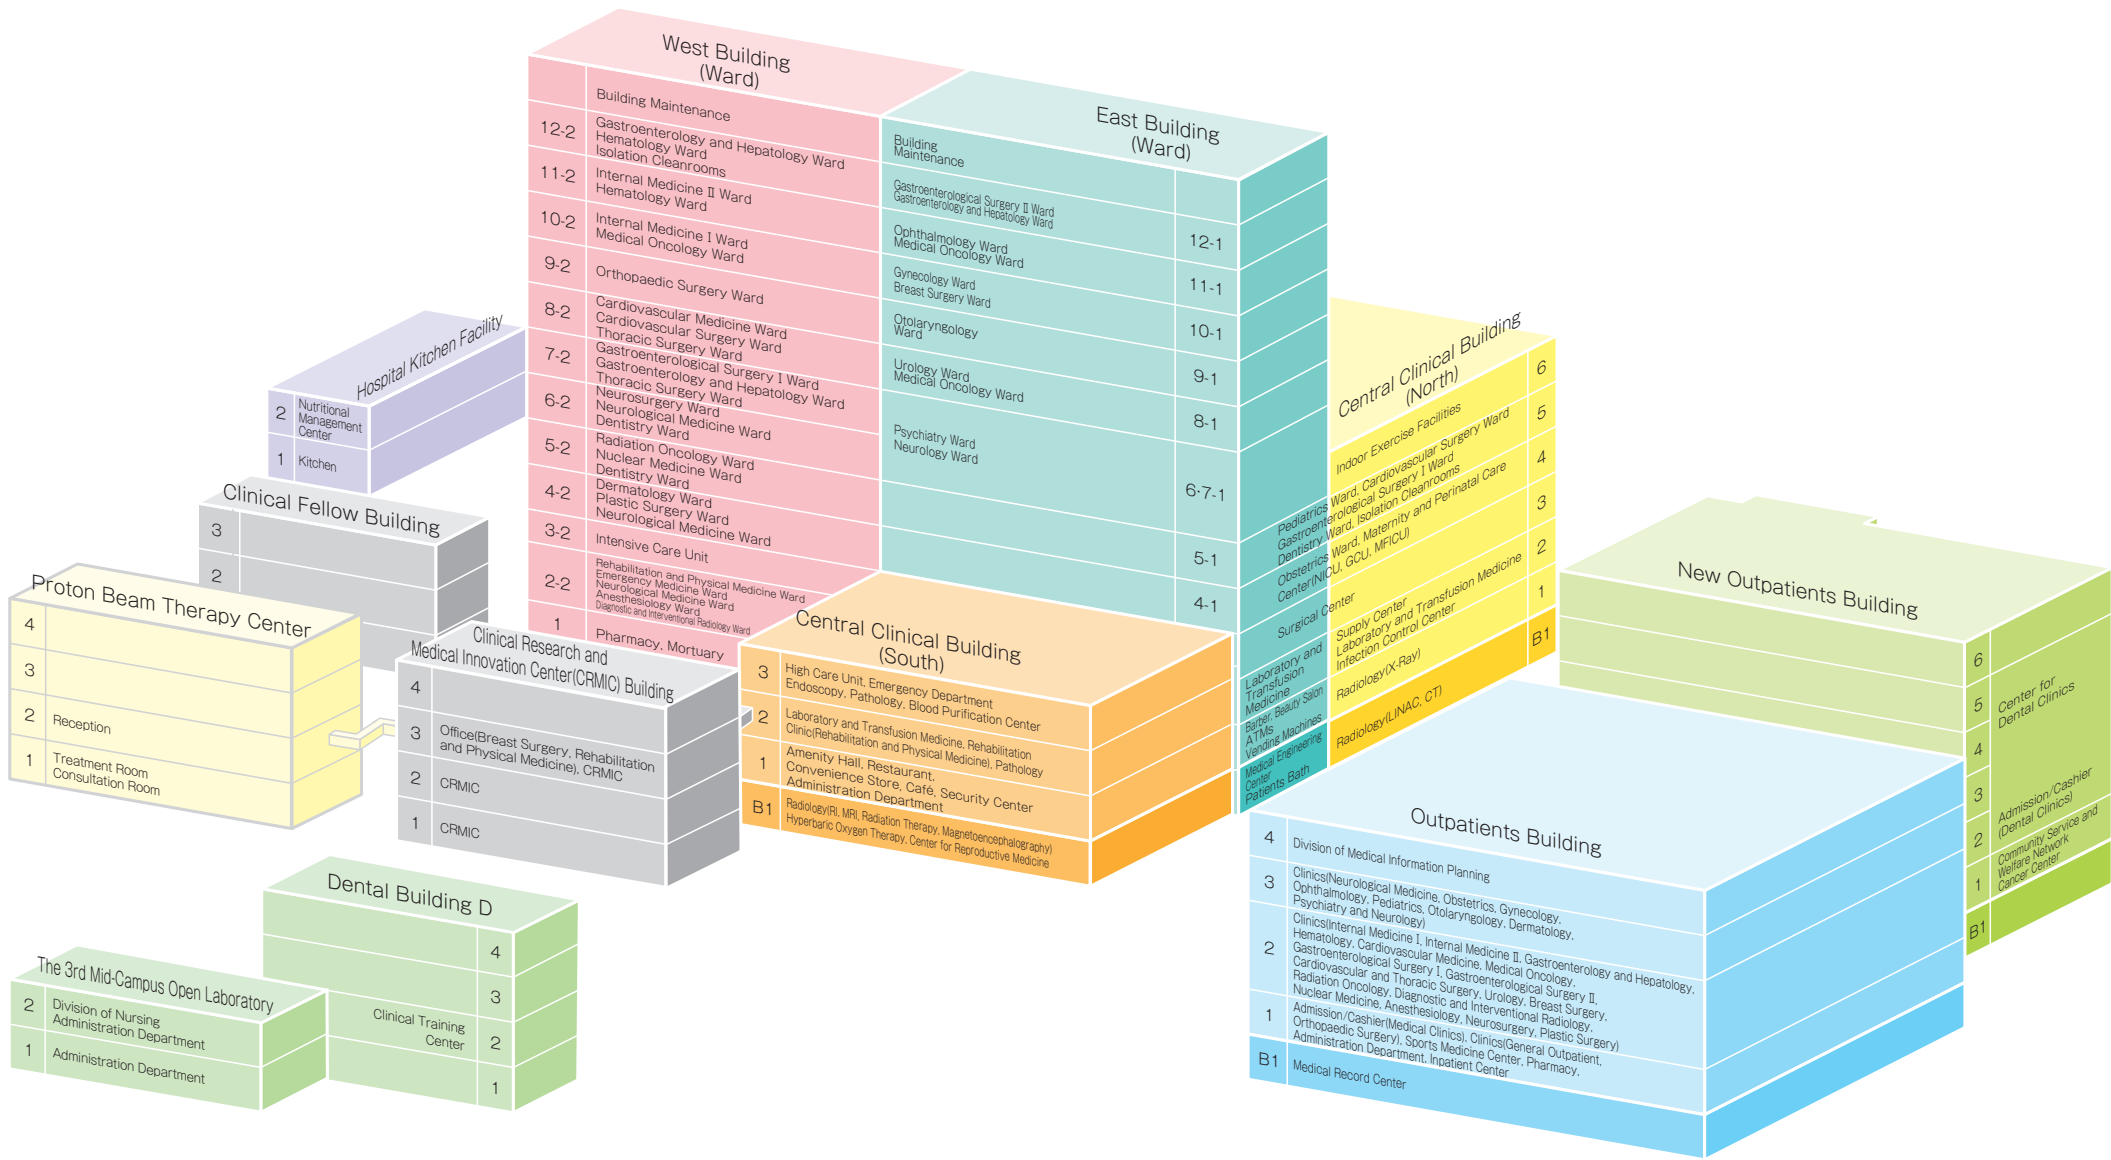 West Building
(Ward)
Building Maintenance
12-2
Gastroenterology and Hepatology Ward
Hematology Ward
Isolation Cleanrooms
11-2
Internal Medicine II Ward
Hematology Ward
10-2
Internal Medicine I Ward
Medical Oncology Ward
9-2
Orthopaedic Surgery Ward
8-2
Cardiovascular Medicine Ward
Cardiovascular Surgery Ward
Thoracic Surgery Ward
7-2
Gastroenterological Surgery I Ward
Gastroenterology and Hepatology Ward
Thoracic Surgery Ward
6-2
Neurosurgery Ward
Neurological Medicine Ward
Dentistry Ward
5-2
Radiation Oncology Ward
Nuclear Medicine Ward
Dentistry Ward
4-2
Dermatology Ward
Plastic Surgery Ward
Neurological Medicine Ward
3-2
Intensive Care Unit
2-2
Rehabilitation and Physical Medicine Ward
Emergency Medicine Ward
Neurological Medicine Ward
Anesthesiology Ward
Diagnostic and Interventional Radiology Ward
1
Pharmacy, Mortuary
East Building
(Ward)
Building
Maintenance
Gastroenterological Surgery II Ward
Gastroenterology and Hepatology Ward
12-1
Ophthalmology Ward
Medical Oncology Ward
11-1
Gynecology Ward
Breast Surgery Ward
10-1
Otolaryngology
Ward
9-1
Urology Ward
Medical Oncology Ward
8-1
Psychiatry Ward
Neurology Ward
6·7-1
5-1
4-1
Laboratory and
Transfusion
Medicine
Barber, Beauty Salon
ATMs
Vending Machines
Medical Engineering
Center
Patients Bath
Central Clinical Building
(North)
6
Indoor Exercise Facilities
5
Pediatrics Ward, Cardiovascular Surgery Ward
Gastroenterological Surgery I Ward
Dentistry Ward, Isolation Cleanrooms
4
Obstetrics Ward, Maternity and Perinatal Care
Center(NICU, GCU, MFICU)
3
Surgical Center
2
Supply Center
Laboratory and Transfusion Medicine
Infection Control Center
1
Radiology(X-Ray)
B1
Radiology(LINAC, CT)
Hospital Kitchen Facility
2
Nutritional
Management
Center
1
Kitchen
Clinical Fellow Building
3
2
Proton Beam Therapy Center
4
3
2
Reception
1
Treatment Room
Consultation Room
Clinical Research and
Medical Innovation Center(CRMIC) Building
4
3
Office(Breast Surgery, Rehabilitation
and Physical Medicine), CRMIC
2
CRMIC
1
CRMIC
Central Clinical Building
(South)
3
High Care Unit, Emergency Department
Endoscopy, Pathology, Blood Purification Center
2
Laboratory and Transfusion Medicine, Rehabilitation
Clinic(Rehabilitation and Physical Medicine), Pathology
1
Amenity Hall, Restaurant,
Convenience Store, Café, Security Center
Administration Department
B1
Radiology(RI, MRI, Radiation Therapy, Magnetoencephalography)
Hyperbaric Oxygen Therapy, Center for Reproductive Medicine
New Outpatients Building
6
5
Center for
Dental Clinics
4
3
2
Admission/Cashier
(Dental Clinics)
1
Community Service and
Welfare Network
Cancer Center
B1
Outpatients Building
4
Division of Medical Information Planning
3
Clinics(Neurological Medicine, Obstetrics, Gynecology,
Ophthalmology, Pediatrics, Otolaryngology, Dermatology,
Psychiatry and Neurology)
2
Clinics(Internal Medicine I, Internal Medicine II, Gastroenterology and Hepatology,
Hematology, Cardiovascular Medicine, Medical Oncology,
Gastroenterological Surgery I, Gastroenterological Surgery II,
Cardiovascular and Thoracic Surgery, Urology, Breast Surgery,
Radiation Oncology, Diagnostic and Interventional Radiology,
Nuclear Medicine, Anesthesiology, Neurosurgery, Plastic Surgery)
1
Admission/Cashier(Medical Clinics), Clinics(General Outpatient,
Orthopaedic Surgery), Sports Medicine Center, Pharmacy,
Administration Department, Inpatient Center
B1
Medical Record Center
Dental Building D
4
3
Clinical Training
Center
2
1
The 3rd Mid-Campus Open Laboratory
2
Division of Nursing
Administration Department
1
Administration Department